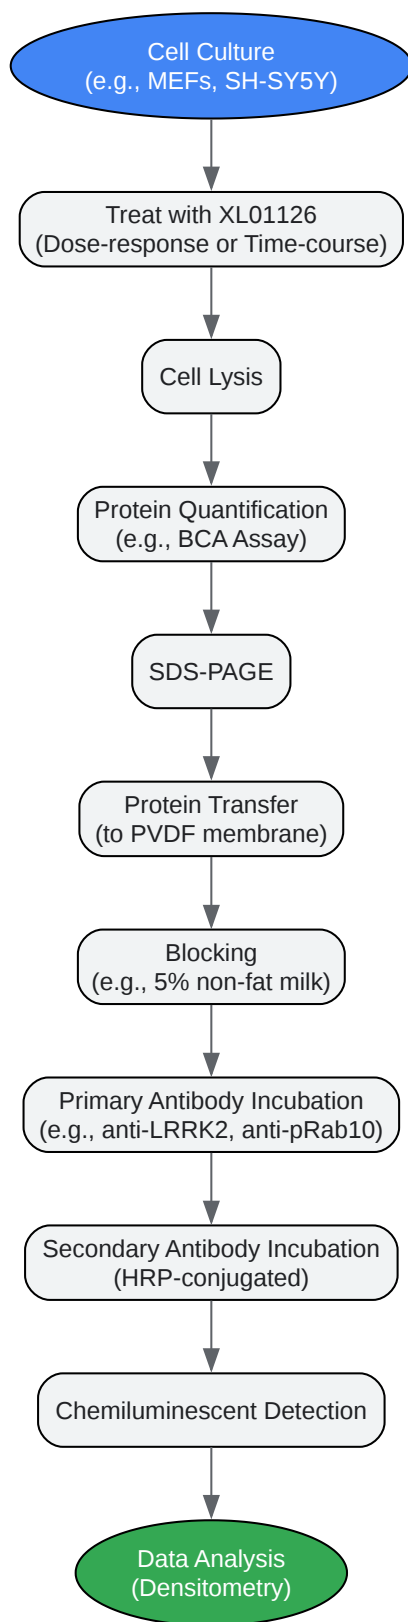 Cell Culture
(e.g., MEFs, SH-SY5Y)
Treat with XL01126
(Dose-response or Time-course)
Cell Lysis
Protein Quantification
(e.g., BCA Assay)
SDS-PAGE
Protein Transfer
(to PVDF membrane)
Blocking
(e.g., 5% non-fat milk)
Primary Antibody Incubation
(e.g., anti-LRRK2, anti-pRab10)
Secondary Antibody Incubation
(HRP-conjugated)
Chemiluminescent Detection
Data Analysis
(Densitometry)